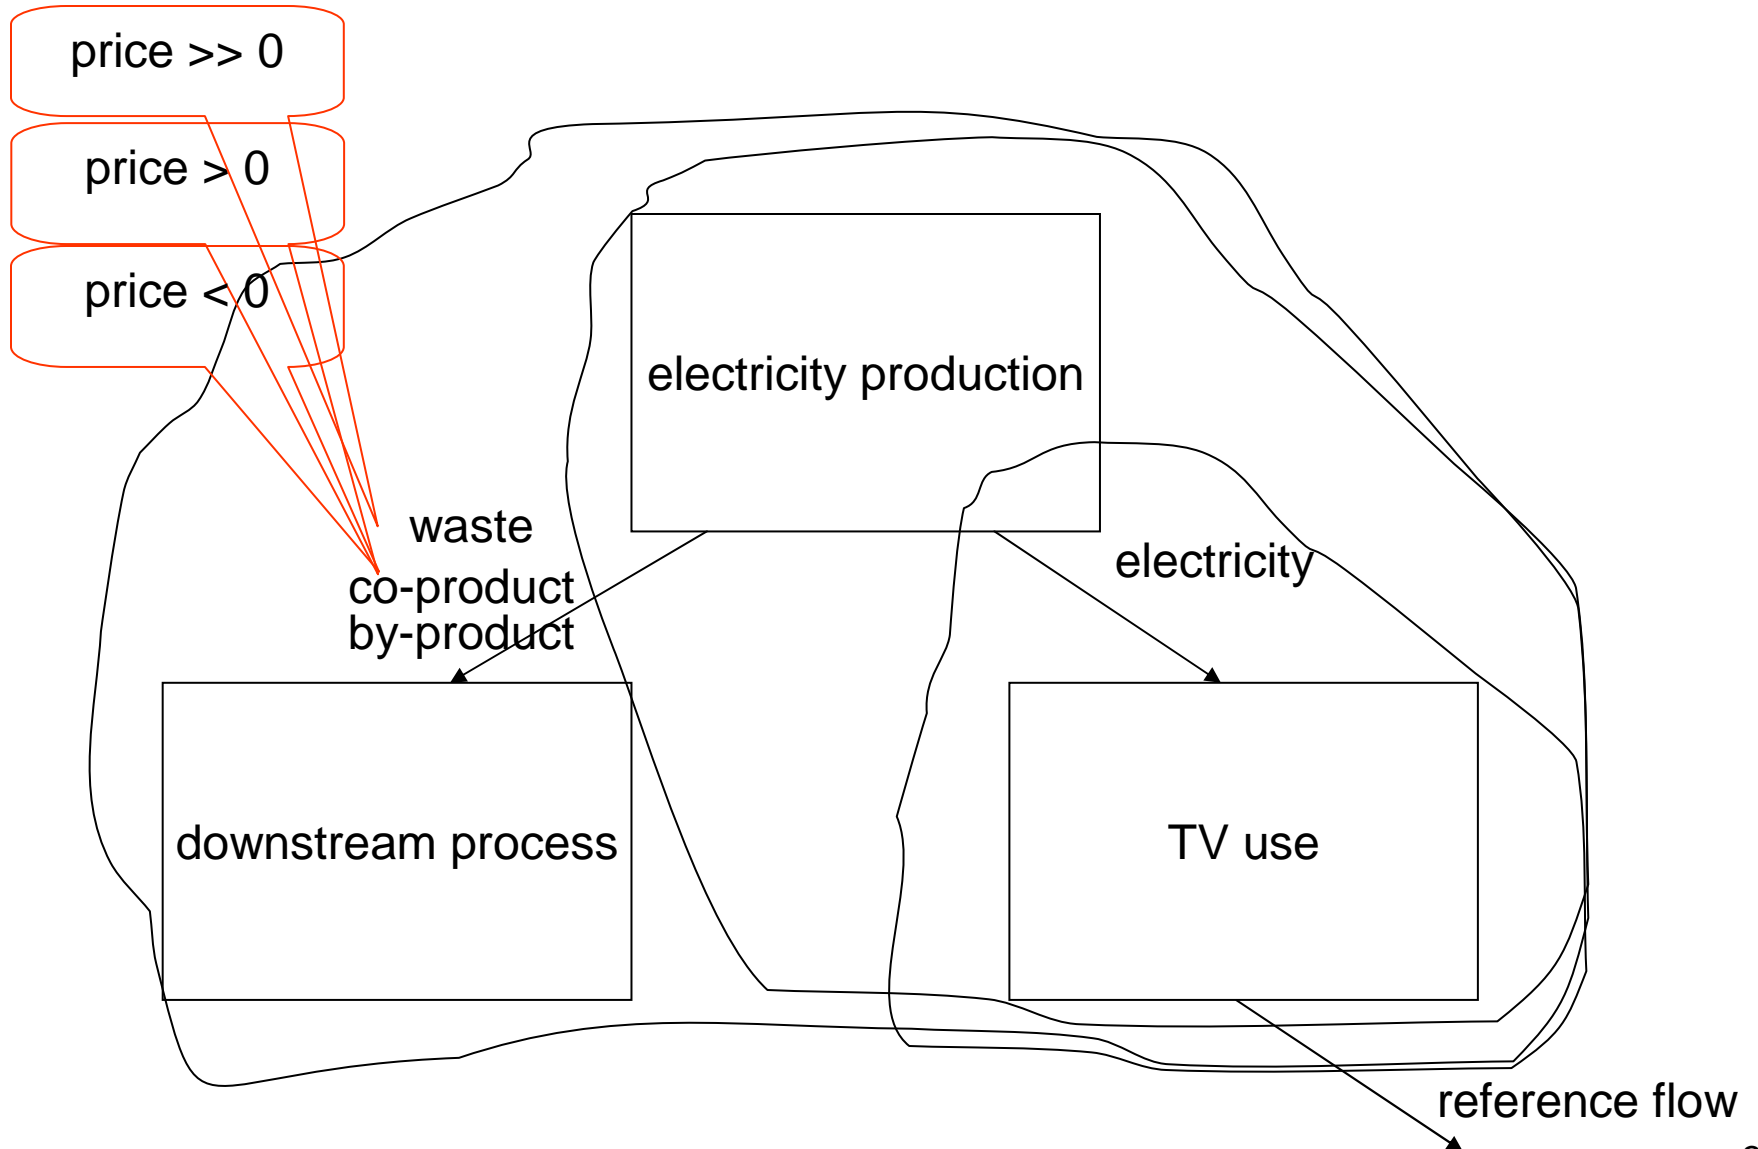 price >> 0
price > 0
price < 0
electricity production
waste
co-product
by-product
electricity
downstream process
TV use
reference flow